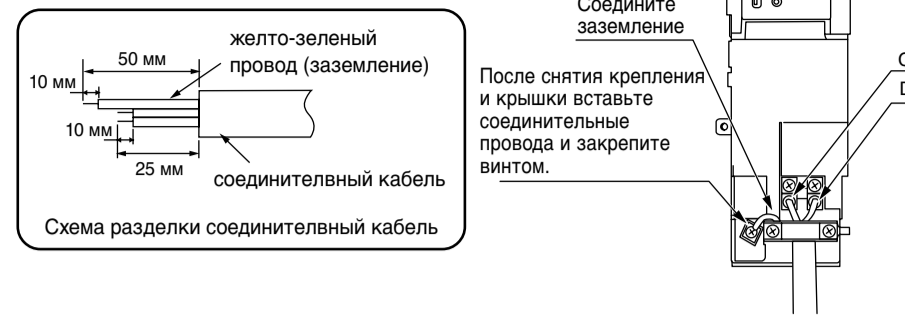 50 мм
10 мм
10 мм
25 мм
желто-зеленый
провод (заземление)
соединителвный кабель
Схема разделки соединителвный кабель
Соедините
заземление
После снятия крепления
и крышки вставьте
соединительные
провода и закрепите
винтом.